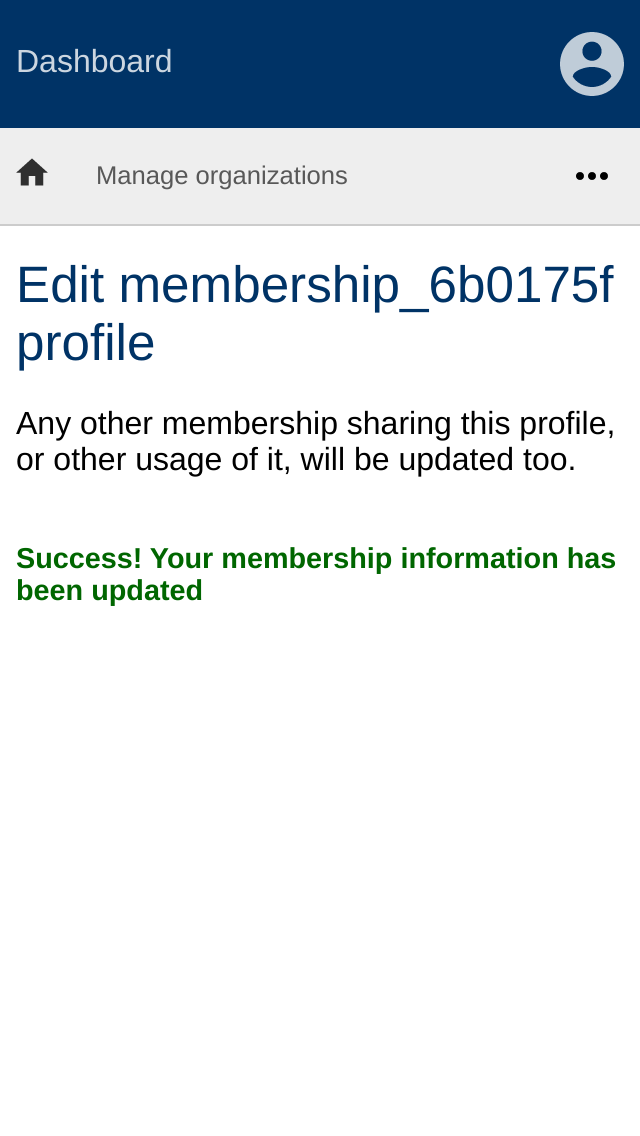 Dashboard
Manage organizations
Edit membership_6b0175f
profile
Any other membership sharing this profile,
or other usage of it, will be updated too.
Success! Your membership information has
been updated